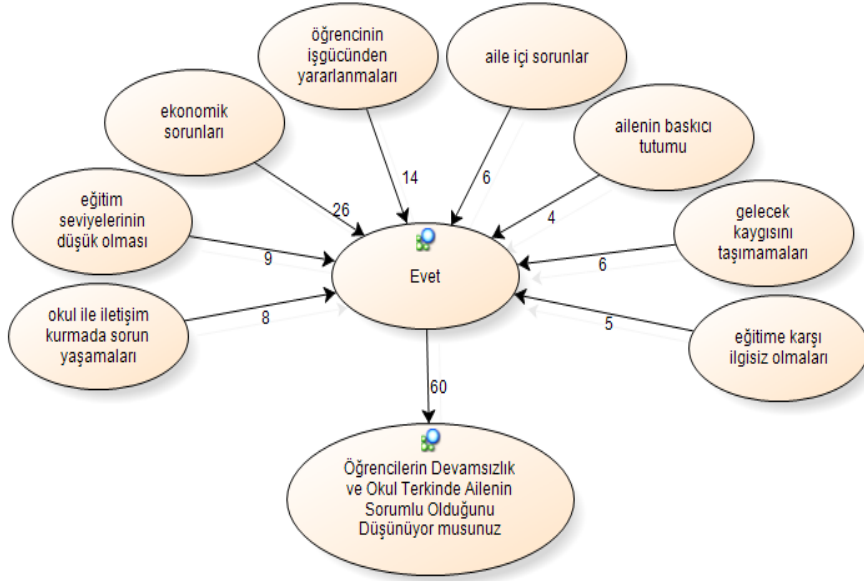 öğrencinin
işgücünden
yararlanmaları
aile içi sorunlar
ekonomik
sorunları
ailenin baskıcı
tutumu
eğitim
seviyelerinin
düşük olması
gelecek
kaygısını
taşımamaları
okul ile iletişim
kurmada sorun
yaşamaları
eğitime karşı
ilgisiz olmaları
14
6
26
4
9
6
8
5
Evet
60
Öğrencilerin Devamsızlık
ve Okul Terkinde Ailenin
Sorumlu Olduğunu
Düşünüyor musunuz